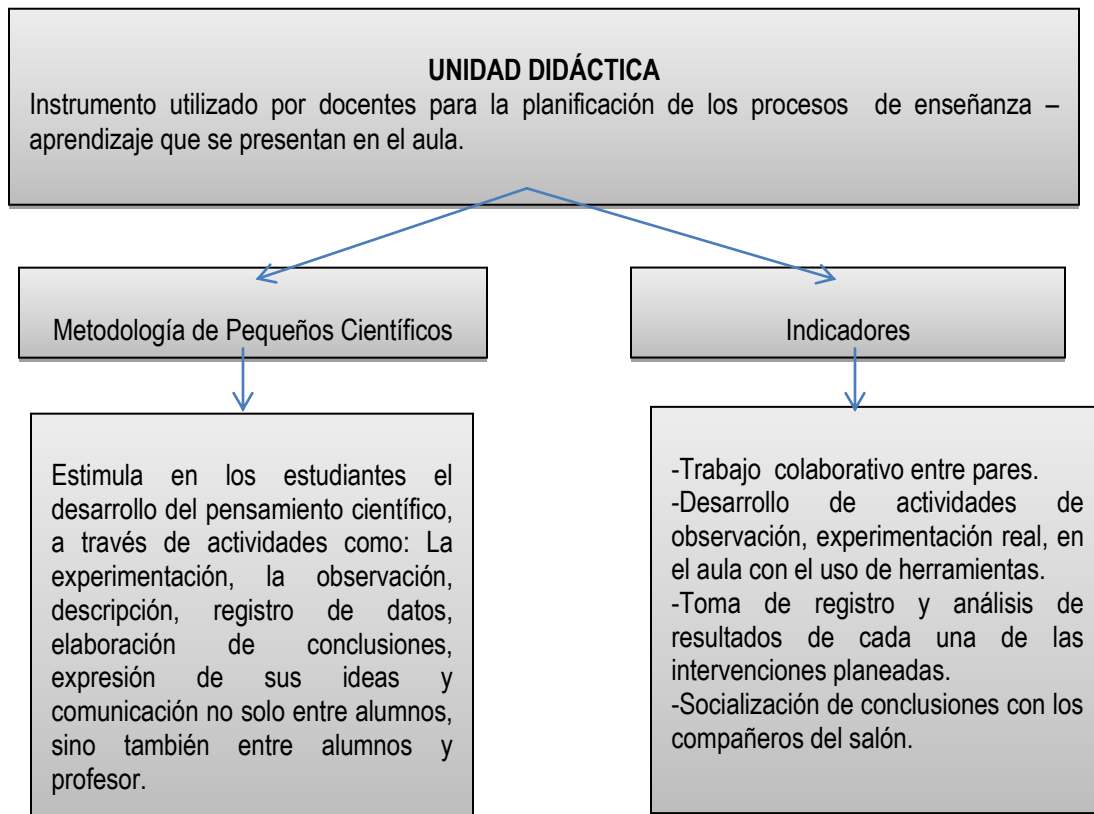 UNIDAD DIDÁCTICA
Instrumento utilizado por docentes para la planificación de los procesos de enseñanza –
aprendizaje que se presentan en el aula.
Metodología de Pequeños Científicos
Indicadores
Estimula en los estudiantes el
desarrollo del pensamiento científico,
a través de actividades como: La
experimentación, la observación,
descripción, registro de datos,
elaboración de conclusiones,
expresión de sus ideas y
comunicación no solo entre alumnos,
sino también entre alumnos y
profesor.
-Trabajo colaborativo entre pares.
-Desarrollo de actividades de
observación, experimentación real, en
el aula con el uso de herramientas.
-Toma de registro y análisis de
resultados de cada una de las
intervenciones planeadas.
-Socialización de conclusiones con los
compañeros del salón.